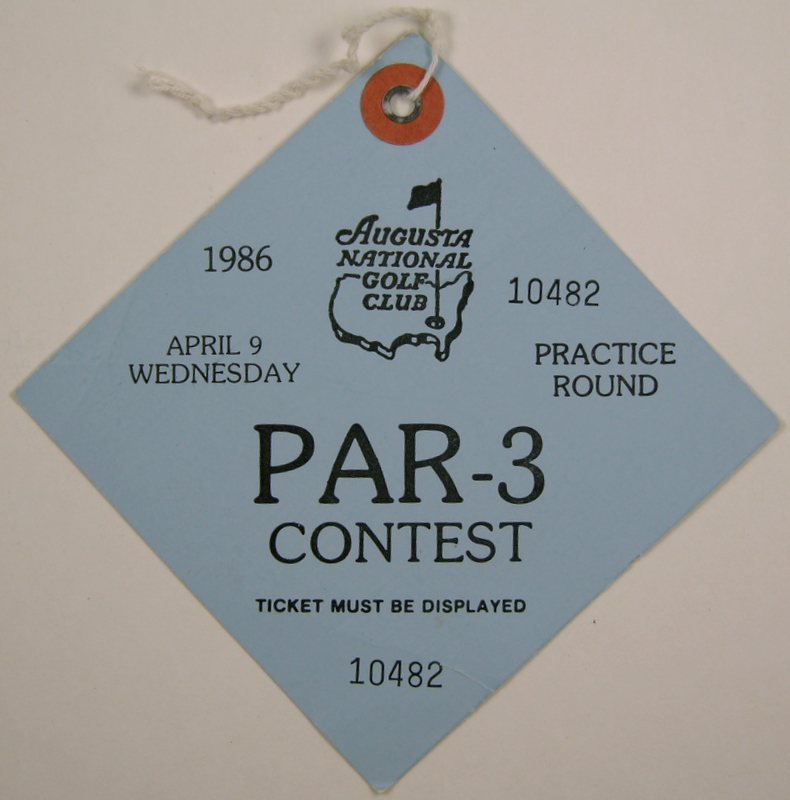 AUGUSTA
NATIONAL
GOLF
CLUB
1986
10482
APRIL 9
WEDNESDAY
PRACTICE
ROUND
PAR-3
CONTEST
TICKET MUST BE DISPLAYED
10482